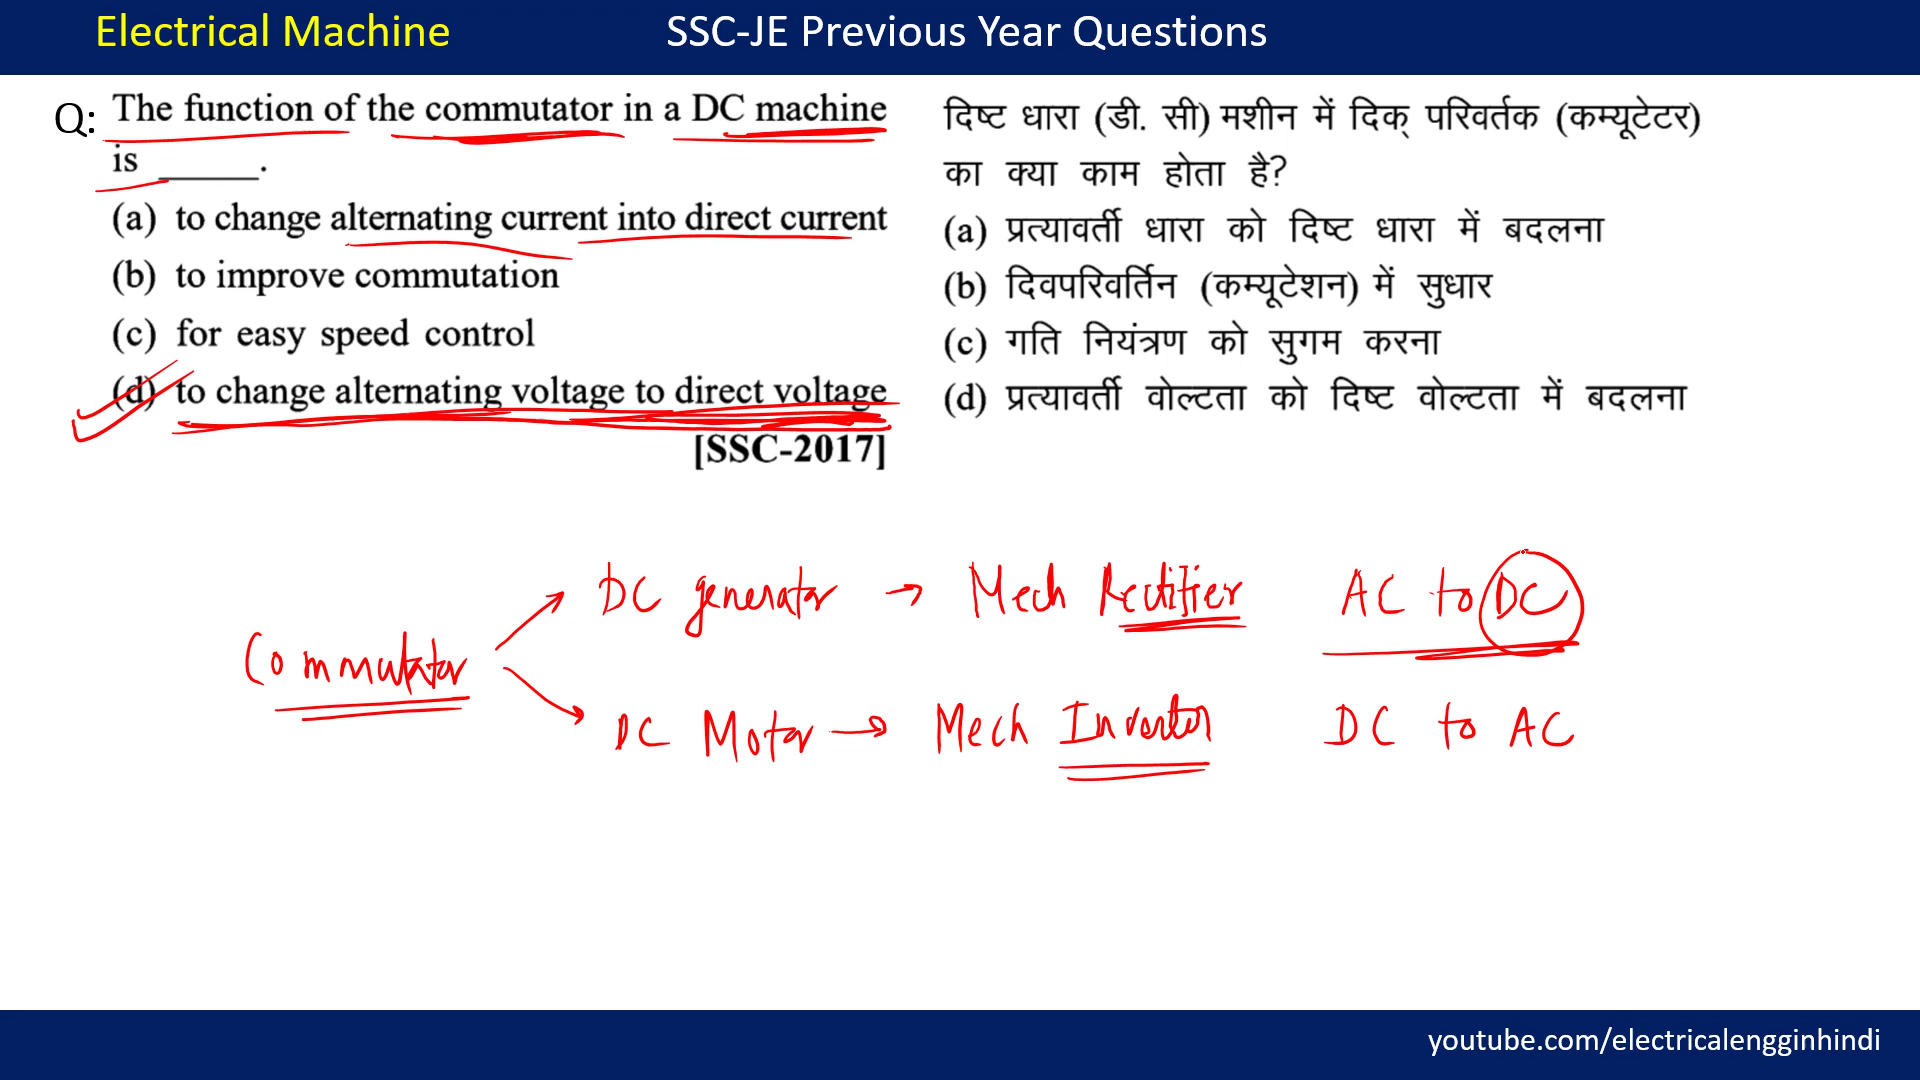 Electrical Machine
SSC-JE Previous Year Questions
Q: The function of the commutator in a DC machine
is ______.
(a) to change alternating current into direct current
(b) to improve commutation
(c) for easy speed control
(d) to change alternating voltage to direct voltage
[SSC-2017]
दिष्ट धारा (डी. सी) मशीन में दिक् परिवर्तक (कम्यूटेटर)
का क्या काम होता है?
(a) प्रत्यावर्ती धारा को दिष्ट धारा में बदलना
(b) दिवपरिवर्तिन (कम्यूटेशन) में सुधार
(c) गति नियंत्रण को सुगम करना
(d) प्रत्यावर्ती वोल्टता को दिष्ट वोल्टता में बदलना
DC generator → Mech Rectifier AC to DC
Commutator
DC Motor → Mech Invertor DC to AC
youtube.com/electricalengginhindi